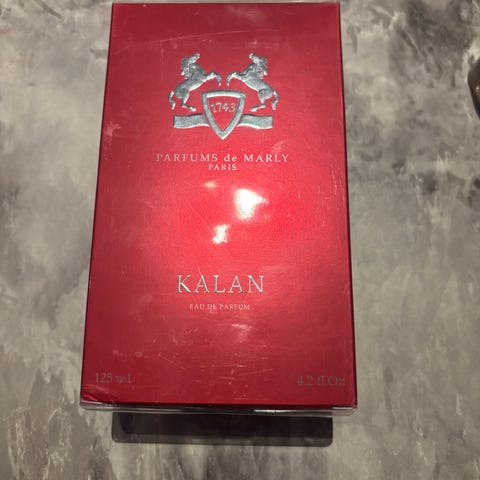 1743
PARFUMS de MARLY
PARIS
KALAN
EAU DE PARFUM
125 ml 4.2 fl.Oz